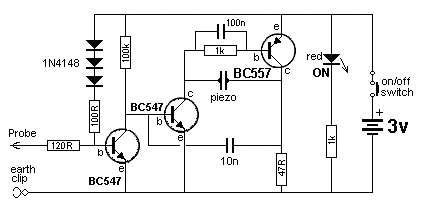 100n
e
1N4148
100k
1k
b
red
BC557
ON
c
on/off
switch
c
piezo
BC547
b
+
3v
00R
e
Probe
120R
c
b
10n
47R
1k
earth
clip
e
BC547